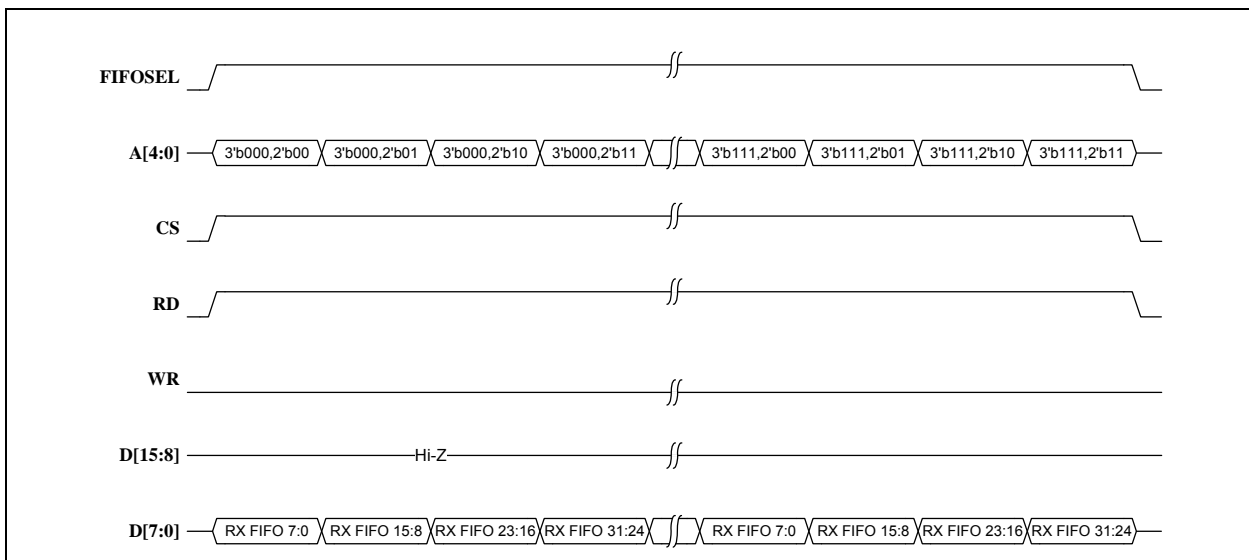 FIFOSEL
A[4:0] 3'b000,2'b00 3'b000,2'b01 3'b000,2'b10 3'b000,2'b11 3'b111,2'b00 3'b111,2'b01 3'b111,2'b10 3'b111,2'b11
CS
RD
WR
D[15:8] Hi-Z
D[7:0] RX FIFO 7:0 RX FIFO 15:8 RX FIFO 23:16 RX FIFO 31:24 RX FIFO 7:0 RX FIFO 15:8 RX FIFO 23:16 RX FIFO 31:24